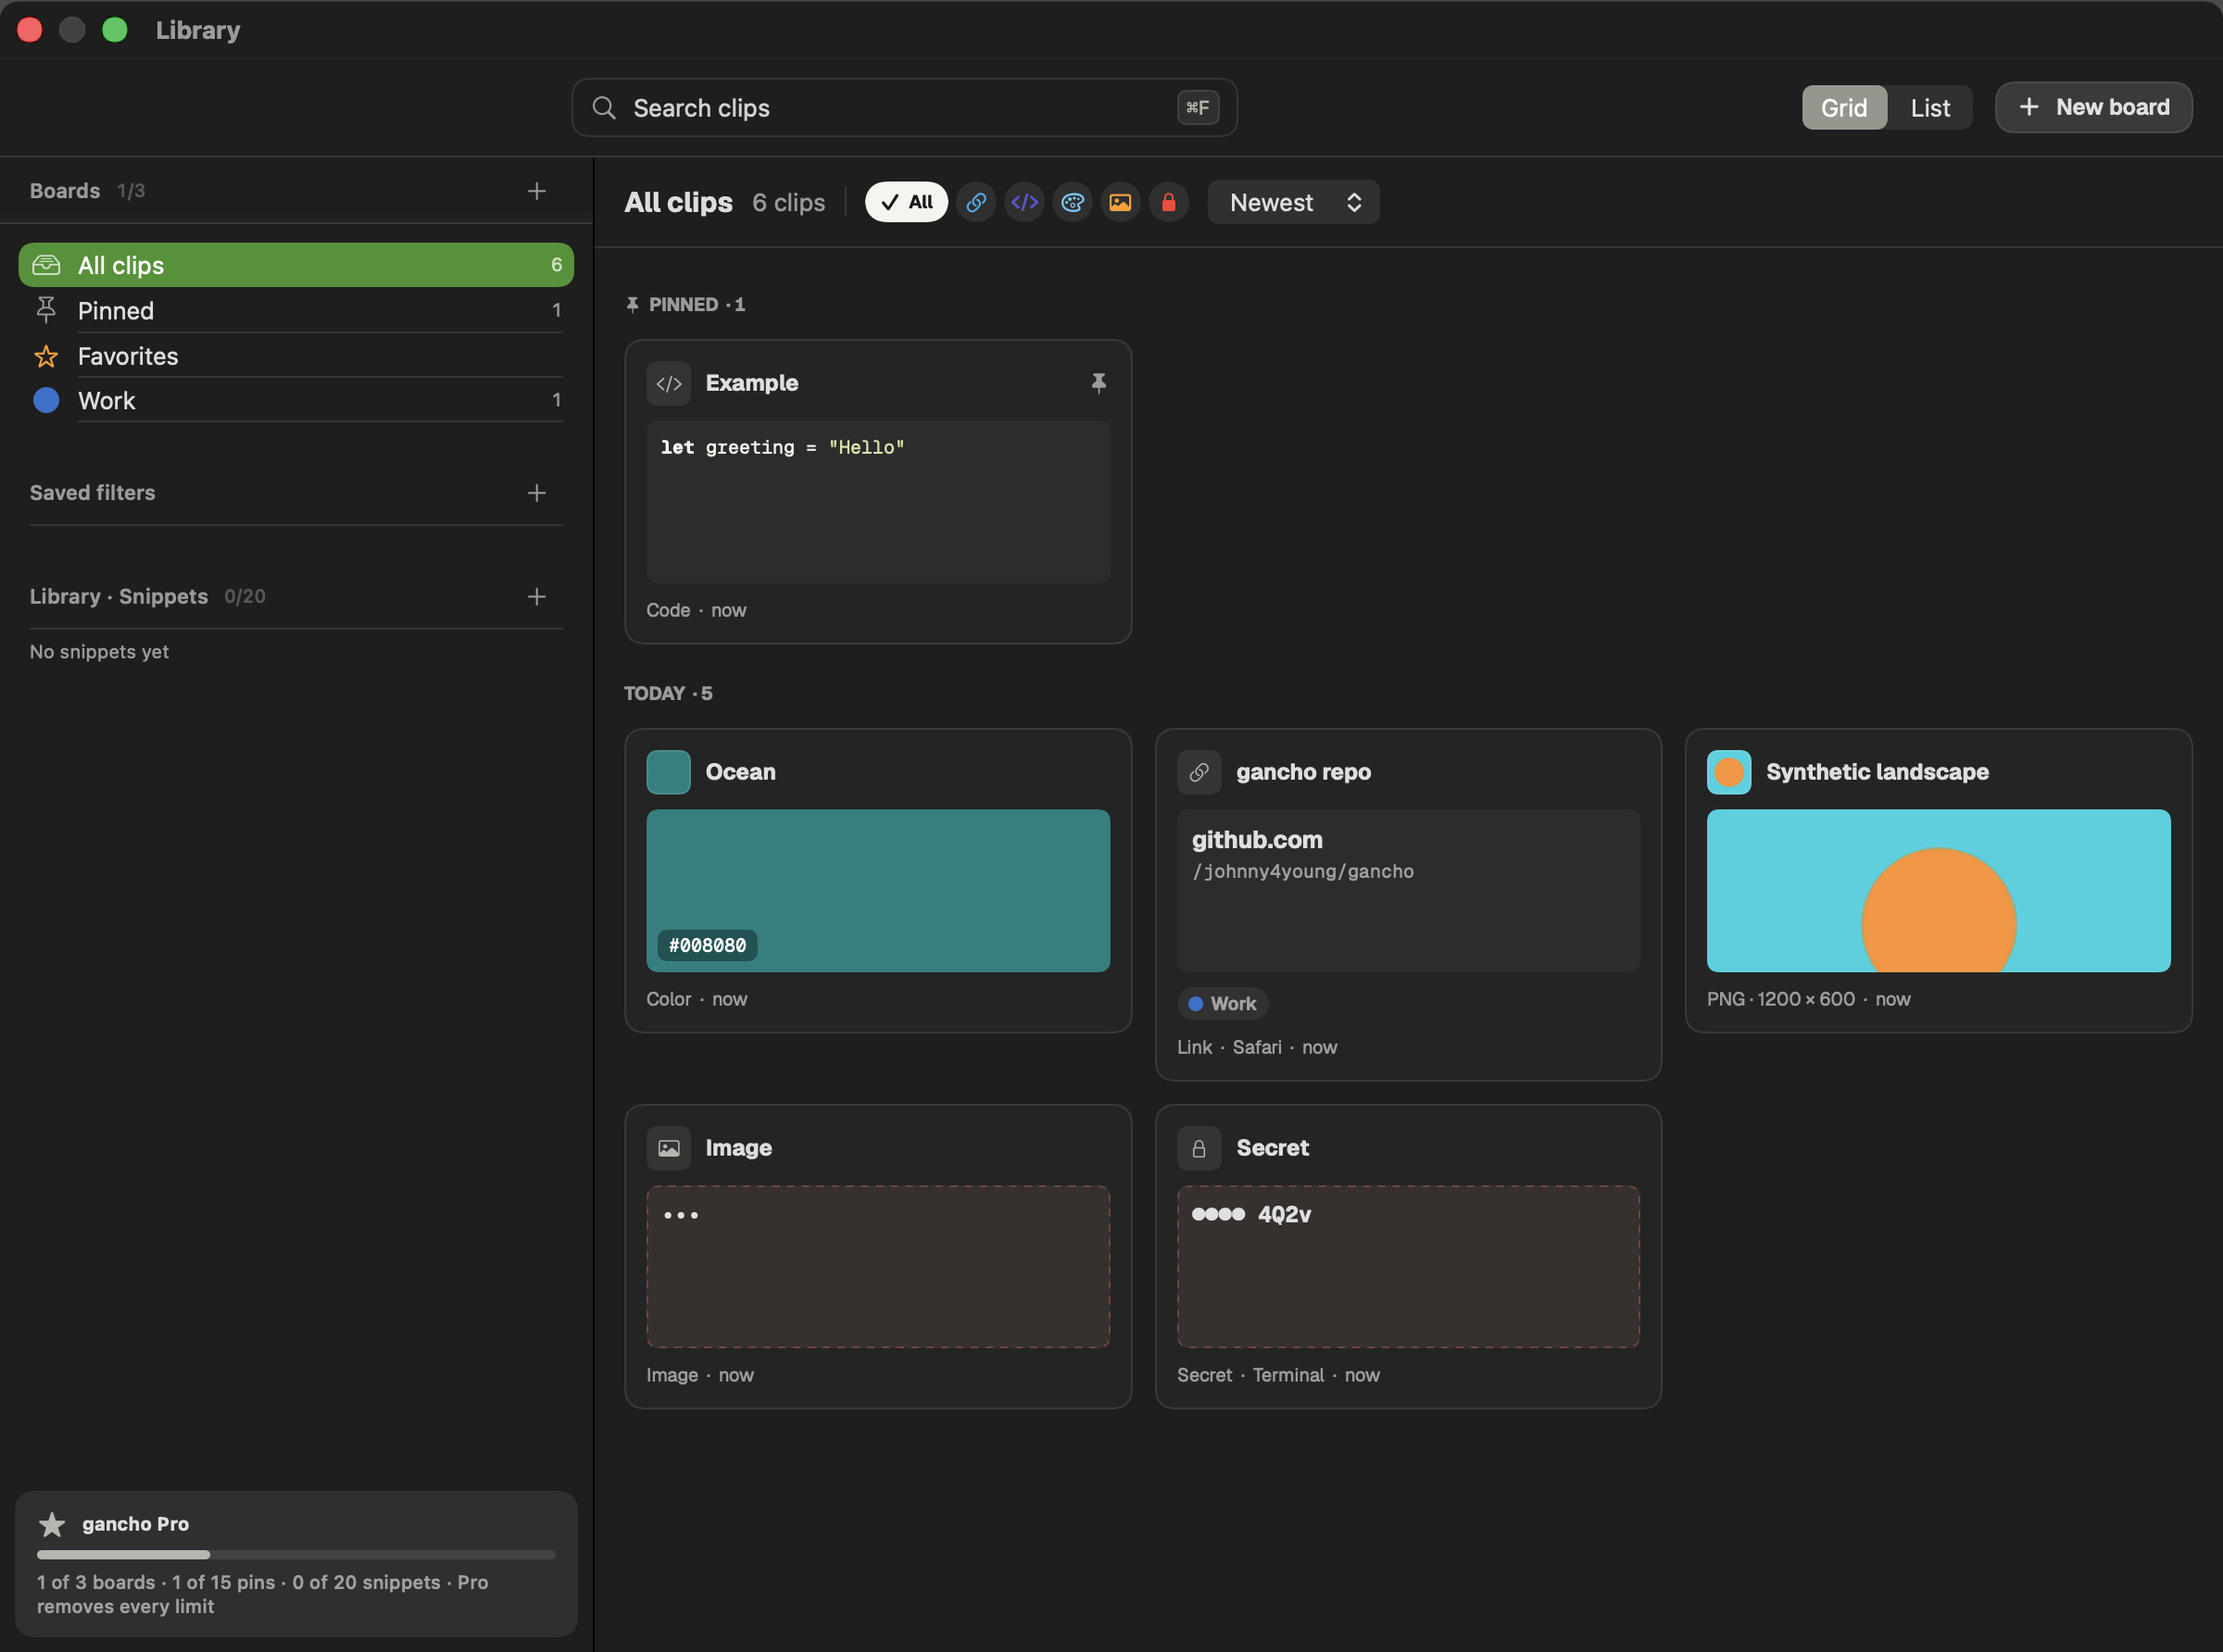 Library
Search clips
⌘F
Grid
List
+ New board
Boards 1/3
All clips 6
Pinned 1
Favorites
Work 1
Saved filters
Library · Snippets 0/20
No snippets yet
gancho Pro
1 of 3 boards · 1 of 15 pins · 0 of 20 snippets · Pro
removes every limit
All clips 6 clips
All
</>
Newest
PINNED · 1
</> Example
let greeting = "Hello"
Code · now
TODAY · 5
Ocean
#008080
Color · now
gancho repo
github.com
/johnny4young/gancho
Work
Link · Safari · now
Synthetic landscape
PNG · 1200 × 600 · now
Image
•••
Image · now
Secret
●●●● 4Q2v
Secret · Terminal · now